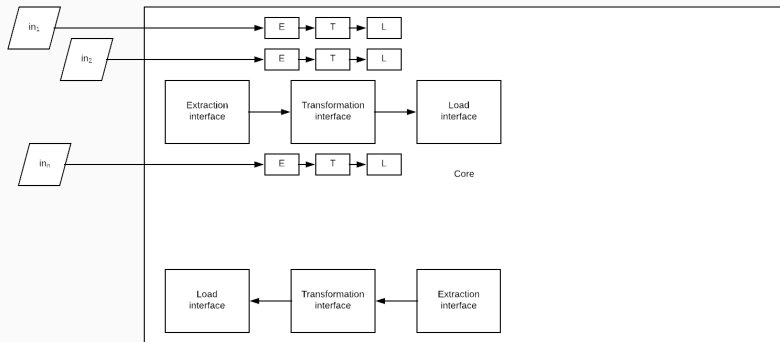 in₁ E T L
in₂ E T L
Extraction interface Transformation interface Load interface
inₙ E T L
Core
Load interface Transformation interface Extraction interface